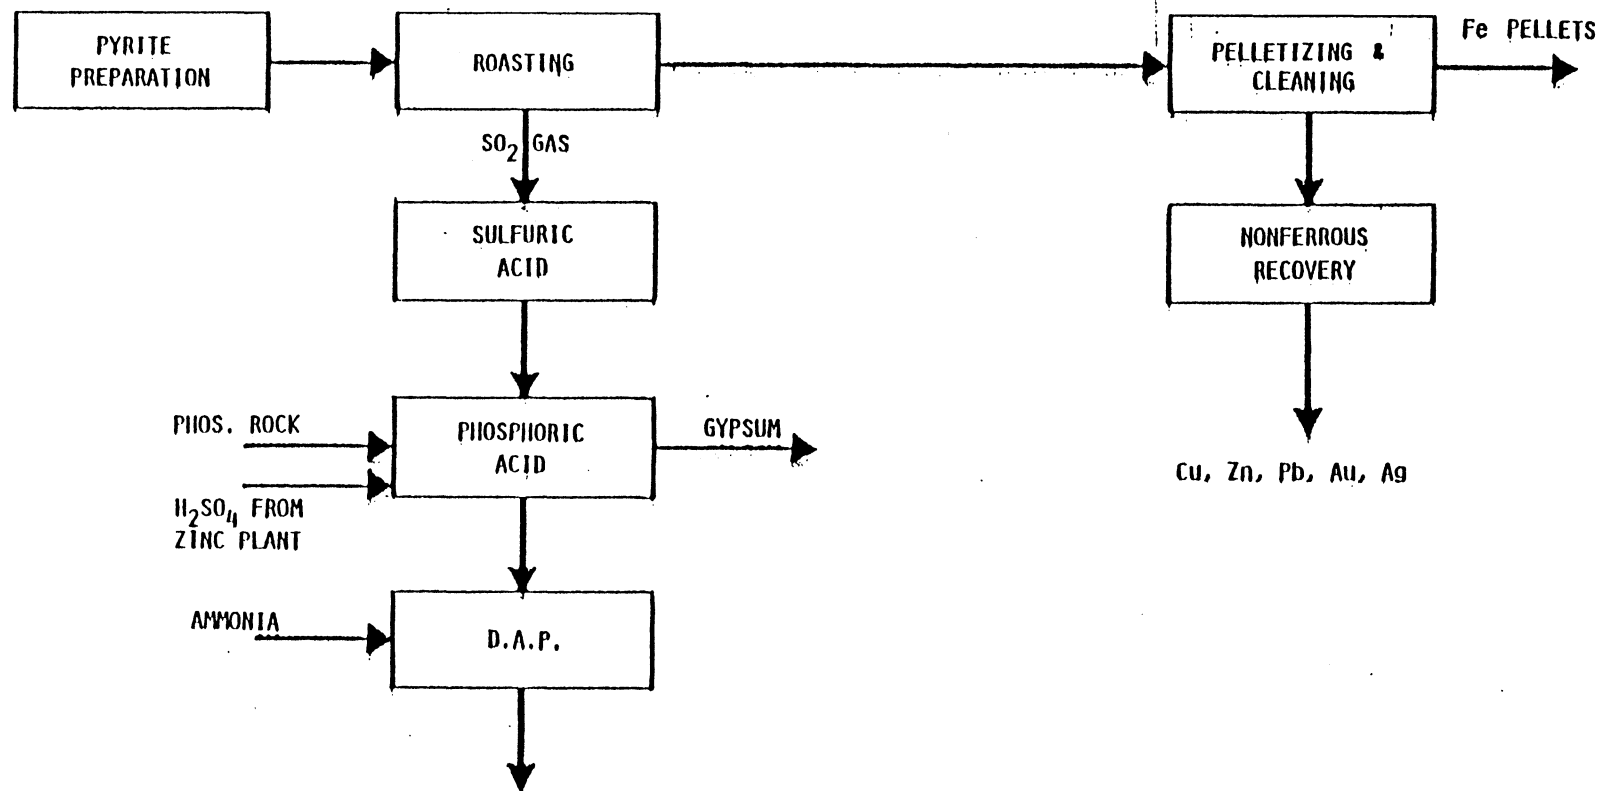 PYRITE
PREPARATION
ROASTING
PELLETIZING &
CLEANING
Fe PELLETS
SO2 GAS
SULFURIC
ACID
NONFERROUS
RECOVERY
PHOS. ROCK
PHOSPHORIC
ACID
GYPSUM
H2SO4 FROM
ZINC PLANT
Cu, Zn, Pb, Au, Ag
AMMONIA
D.A.P.